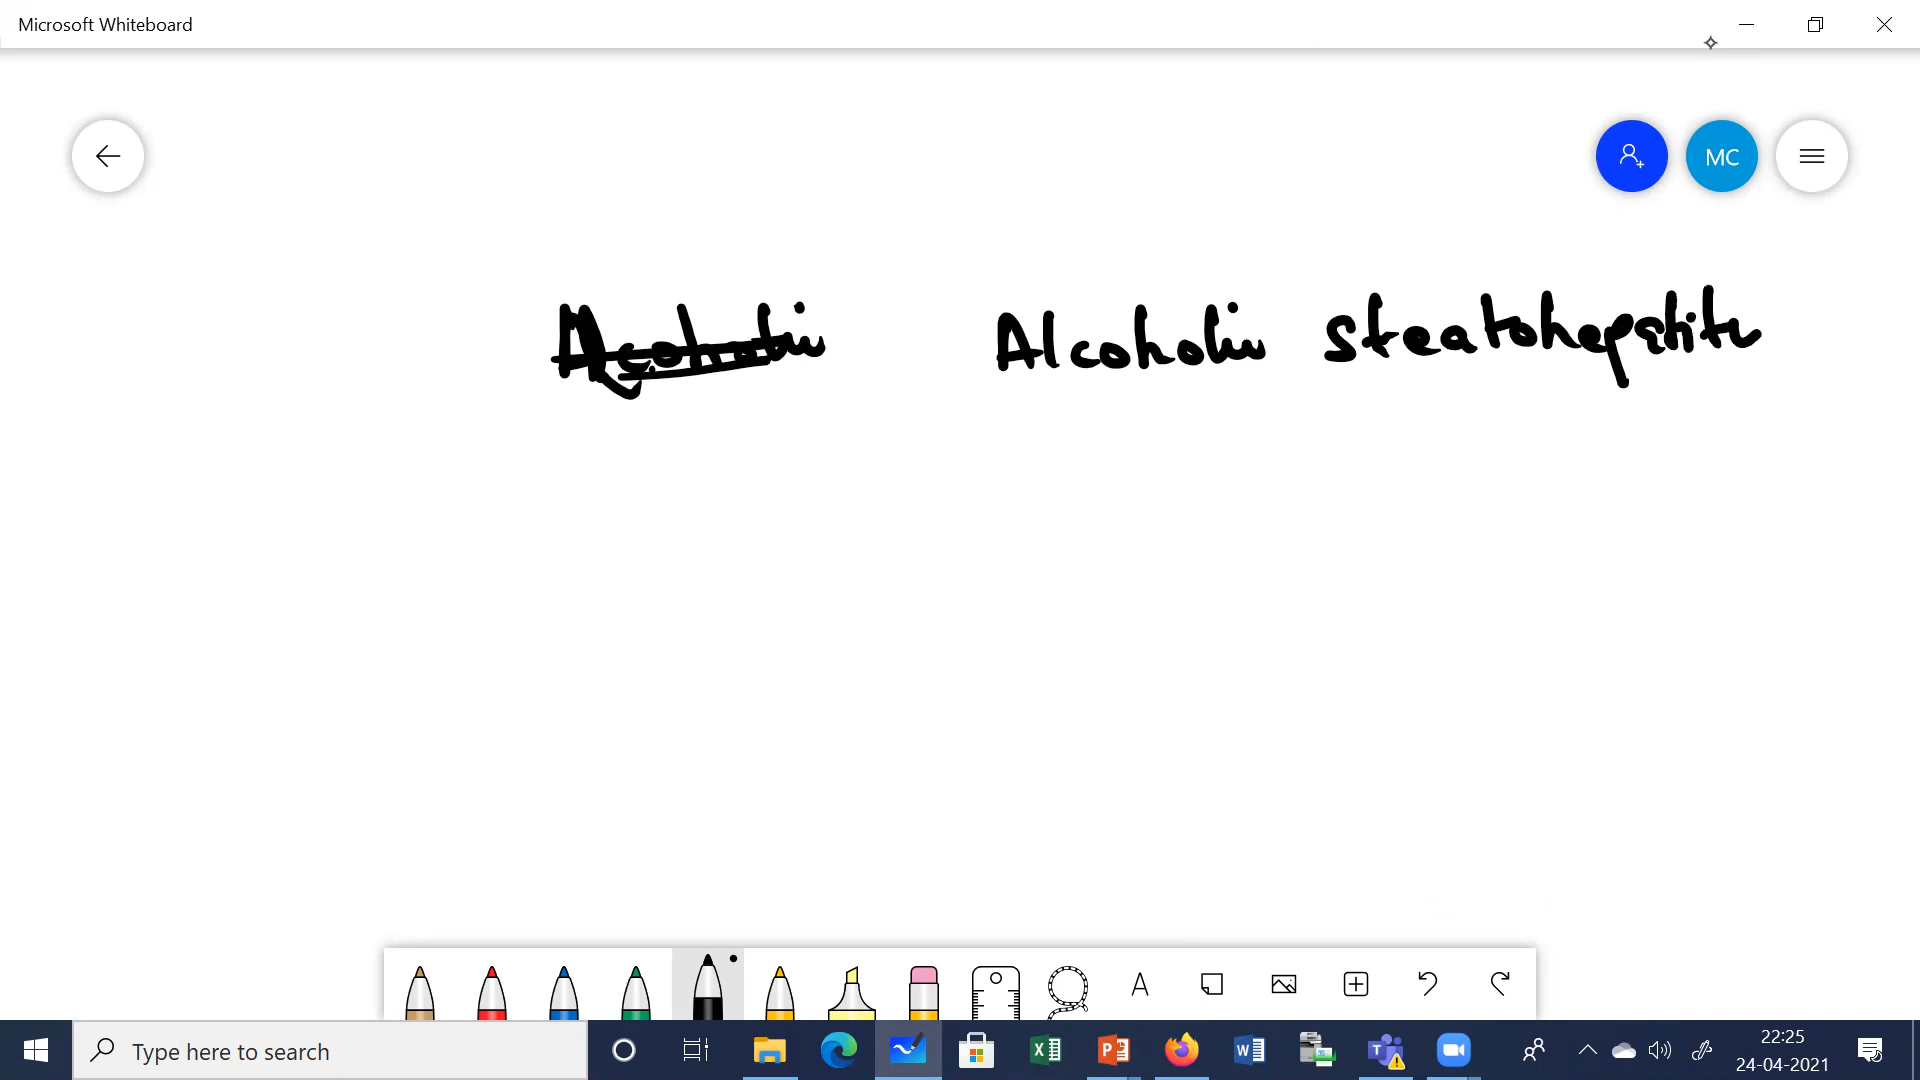 Microsoft Whiteboard
MC
Alcoholic steatohepatitis
A
Type here to search
22:25
24-04-2021